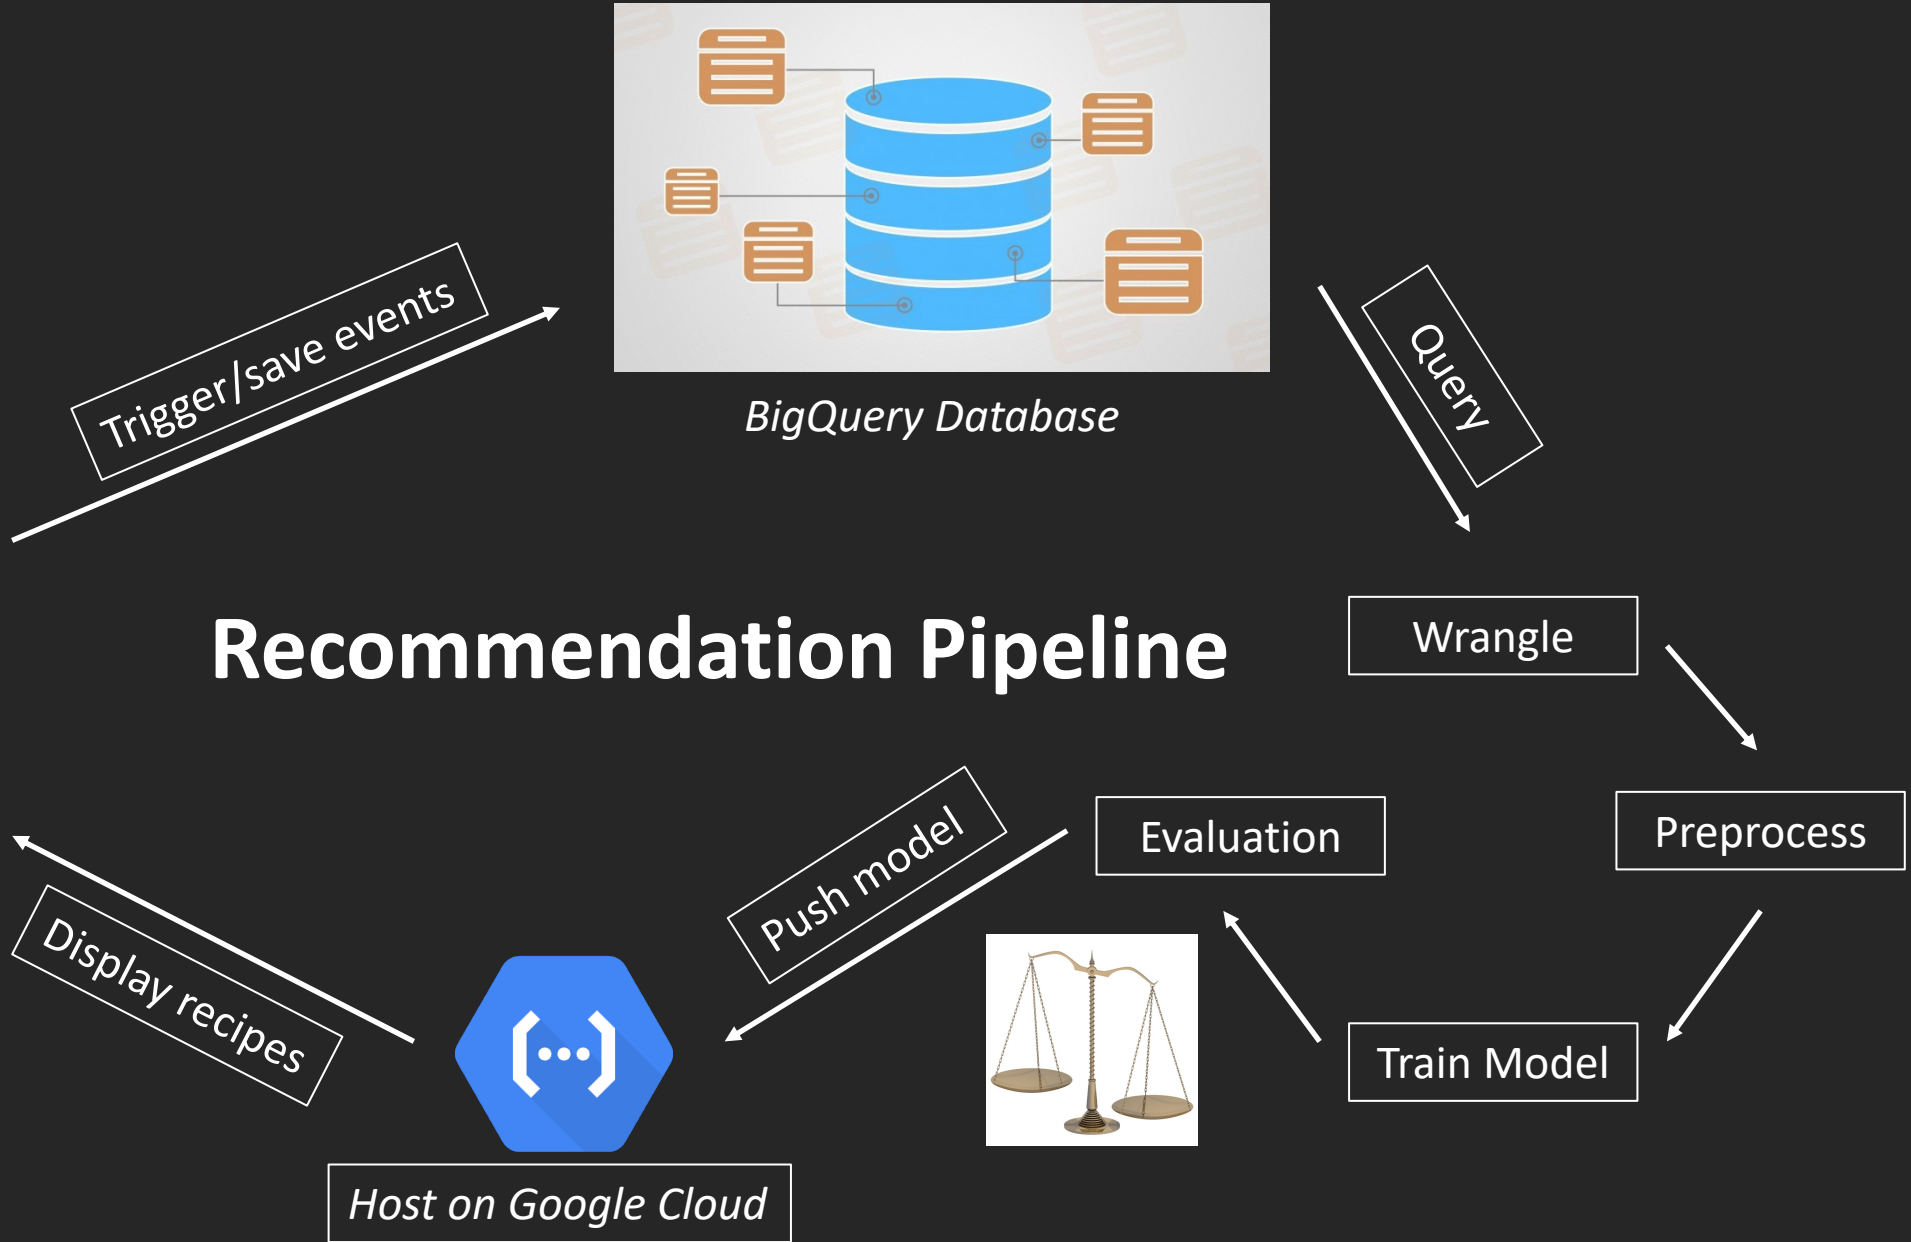 Trigger/save events
BigQuery Database
Query
Recommendation Pipeline
Wrangle
Preprocess
Train Model
Evaluation
Push model
Host on Google Cloud
Display recipes